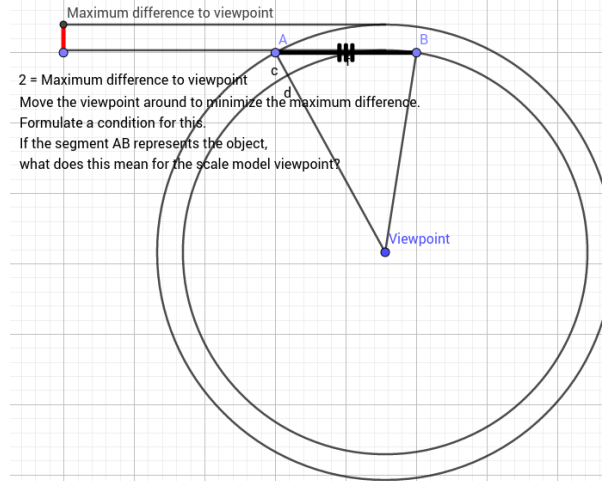 Maximum difference to viewpoint
A
B
c
2 = Maximum difference to viewpoint
d
Move the viewpoint around to minimize the maximum difference.
Formulate a condition for this.
If the segment AB represents the object,
what does this mean for the scale model viewpoint?
Viewpoint